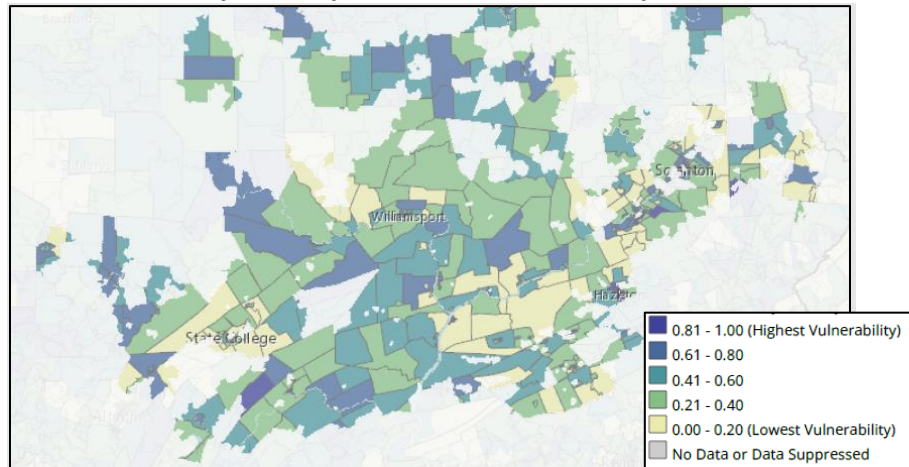 Williamsport
Scranton
State College
0.81 - 1.00 (Highest Vulnerability)
0.61 - 0.80
0.41 - 0.60
0.21 - 0.40
0.00 - 0.20 (Lowest Vulnerability)
No Data or Data Suppressed